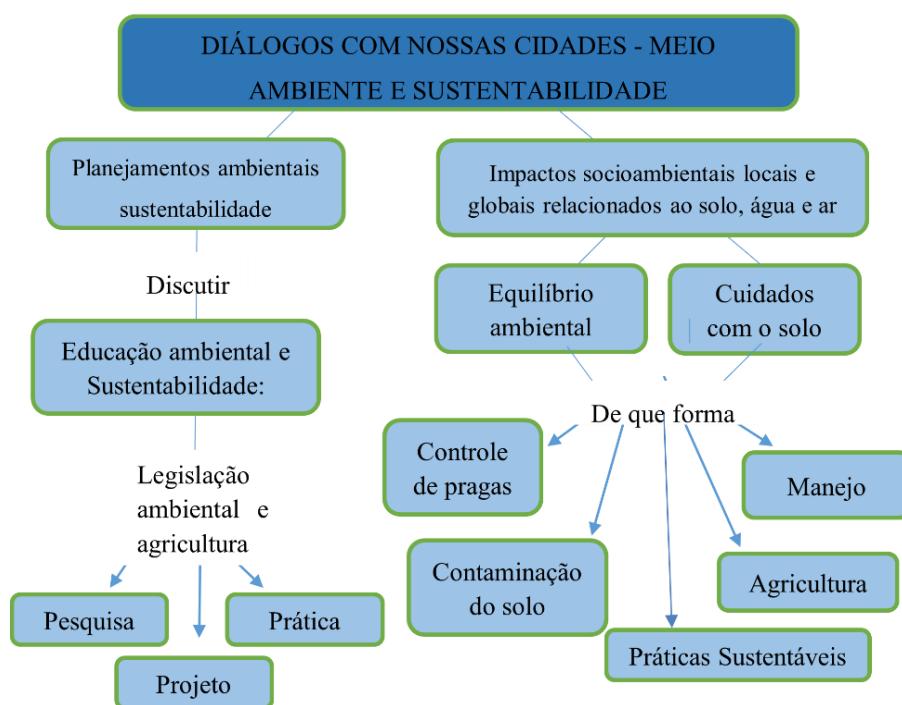 DIÁLOGOS COM NOSSAS CIDADES - MEIO
AMBIENTE E SUSTENTABILIDADE
Planejamentos ambientais
sustentabilidade
Discutir
Educação ambiental e
Sustentabilidade:
Legislação
ambiental e
agricultura
Pesquisa
Prática
Projeto
Impactos socioambientais locais e
globais relacionados ao solo, água e ar
Equilíbrio
ambiental
Cuidados
com o solo
De que forma
Controle
de pragas
Manejo
Contaminação
do solo
Agricultura
Práticas Sustentáveis